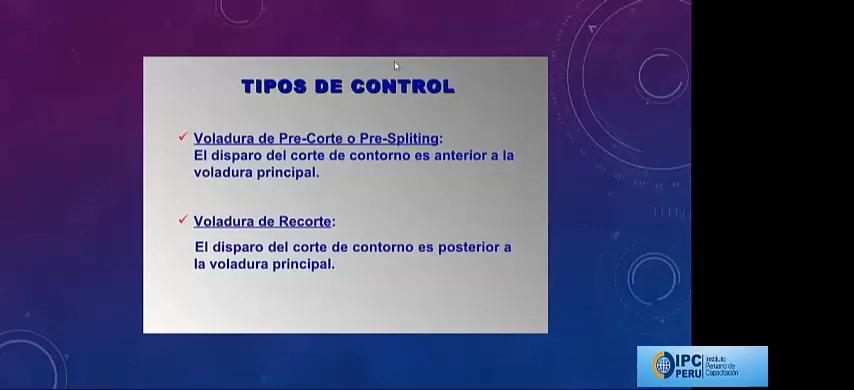 TIPOS DE CONTROL
✓ Voladura de Pre-Corte o Pre-Spliting:
El disparo del corte de contorno es anterior a la
voladura principal.
✓ Voladura de Recorte:
El disparo del corte de contorno es posterior a
la voladura principal.
IPC
PERU
Instituto
Peruano de
Capacitación